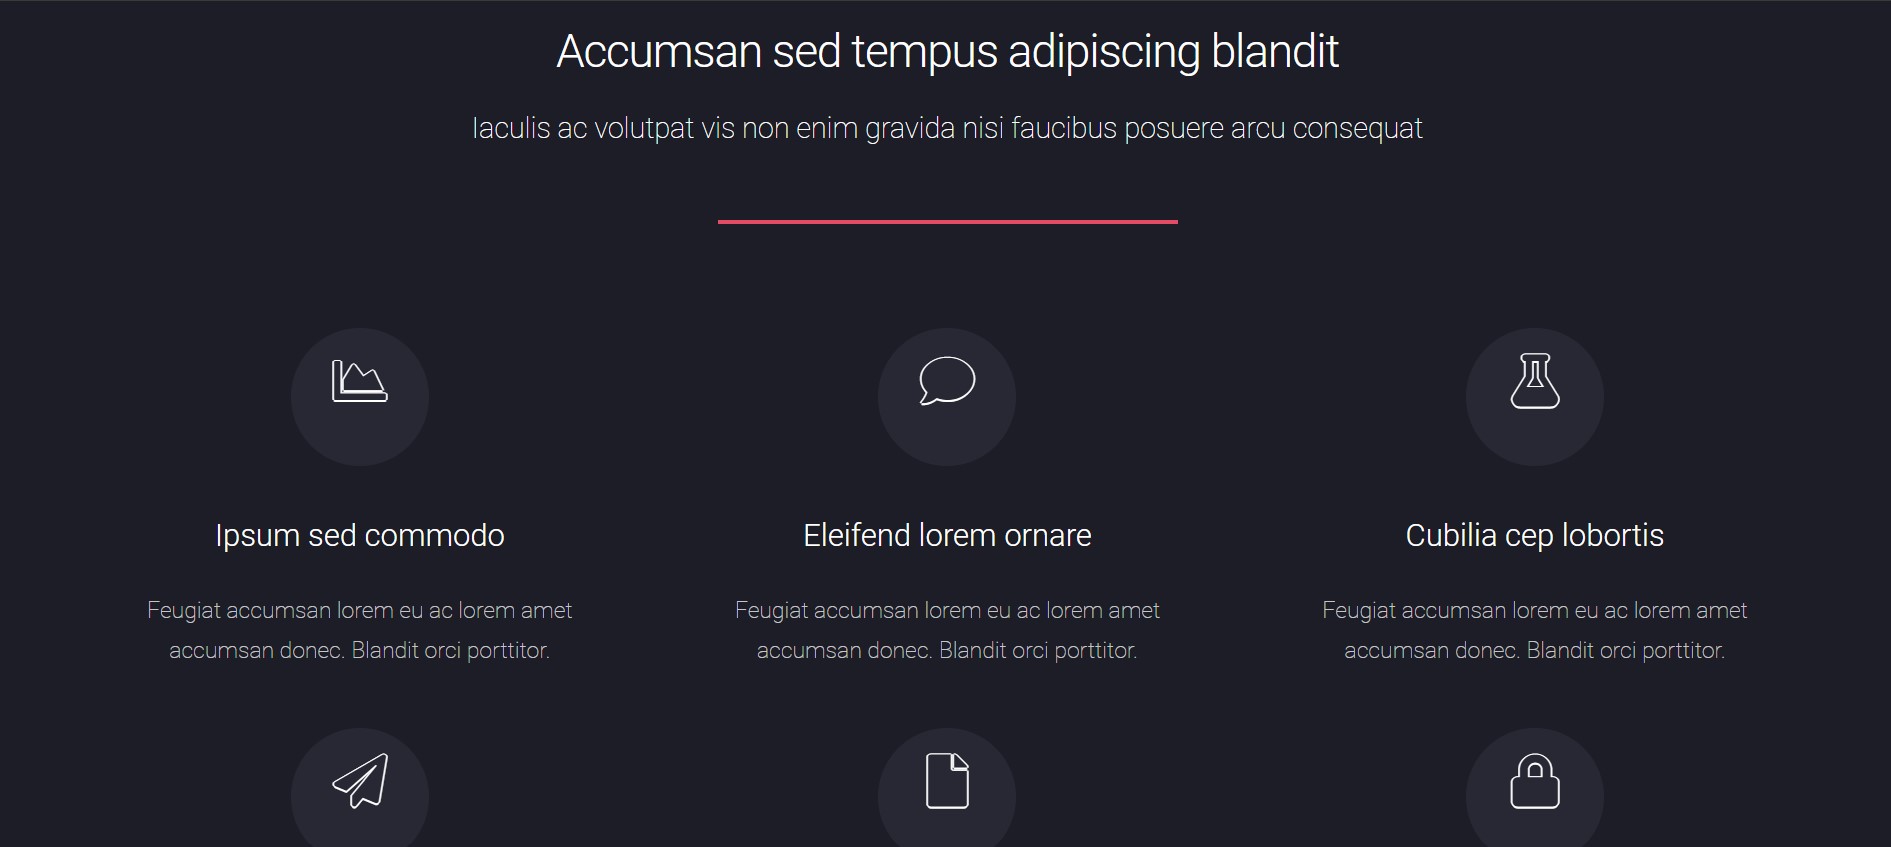 Accumsan sed tempus adipiscing blandit
Iaculis ac volutpat vis non enim gravida nisi faucibus posuere arcu consequat
Ipsum sed commodo
Feugiat accumsan lorem eu ac lorem amet
accumsan donec. Blandit orci porttitor.
Eleifend lorem ornare
Feugiat accumsan lorem eu ac lorem amet
accumsan donec. Blandit orci porttitor.
Cubilia cep lobortis
Feugiat accumsan lorem eu ac lorem amet
accumsan donec. Blandit orci porttitor.